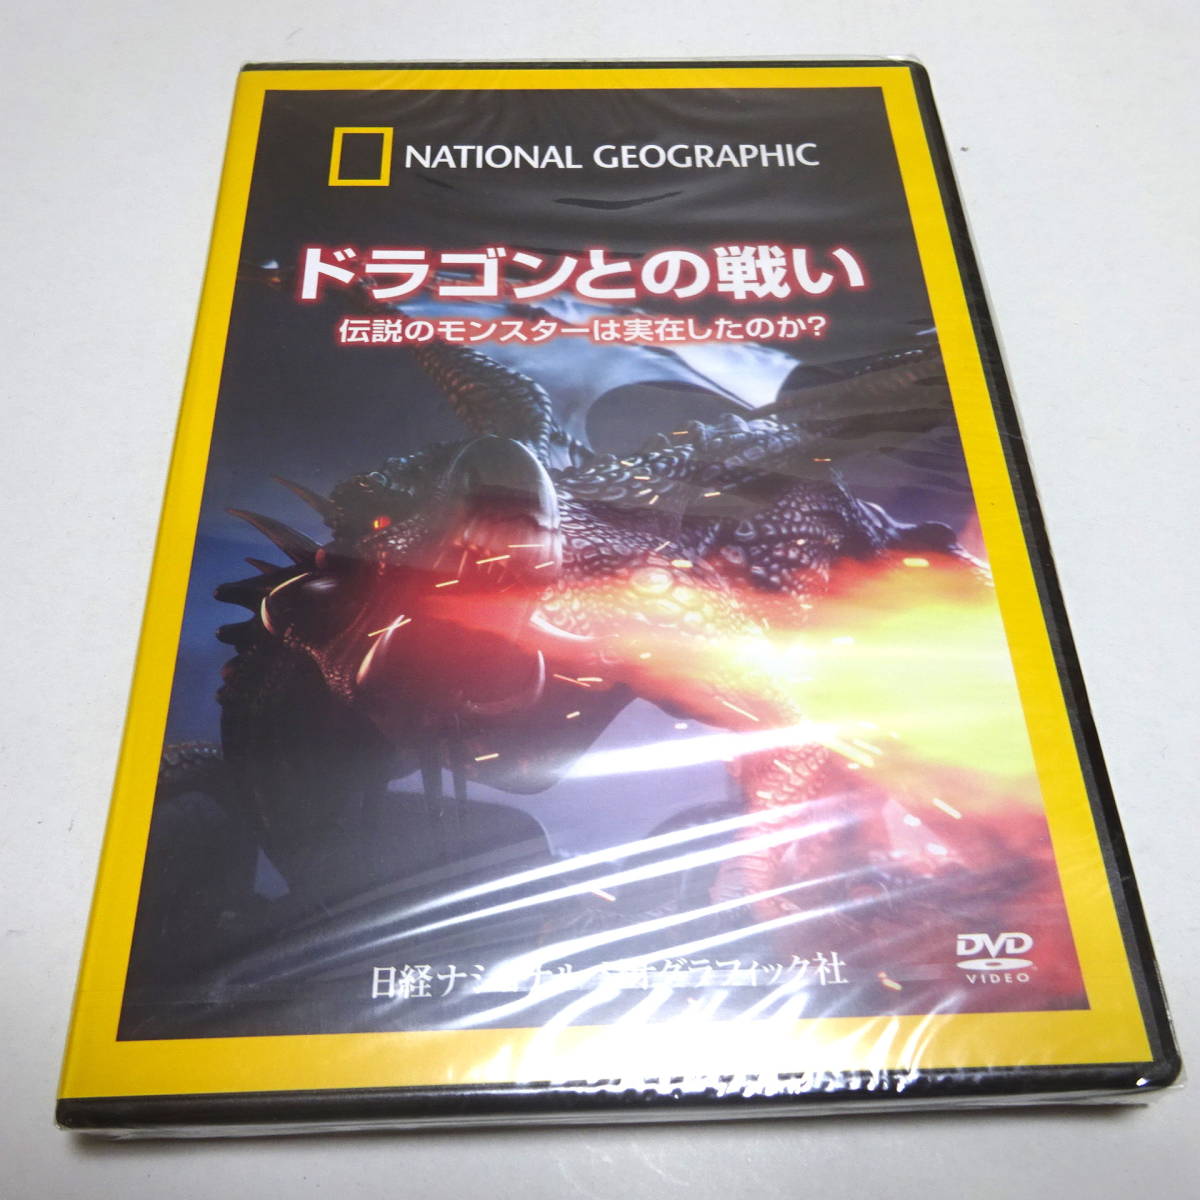 NATIONAL GEOGRAPHIC
ドラゴンとの戦い
伝説のモンスターは実在したのか?
日経ナショナル ジオグラフィック社
DVD
VIDEO